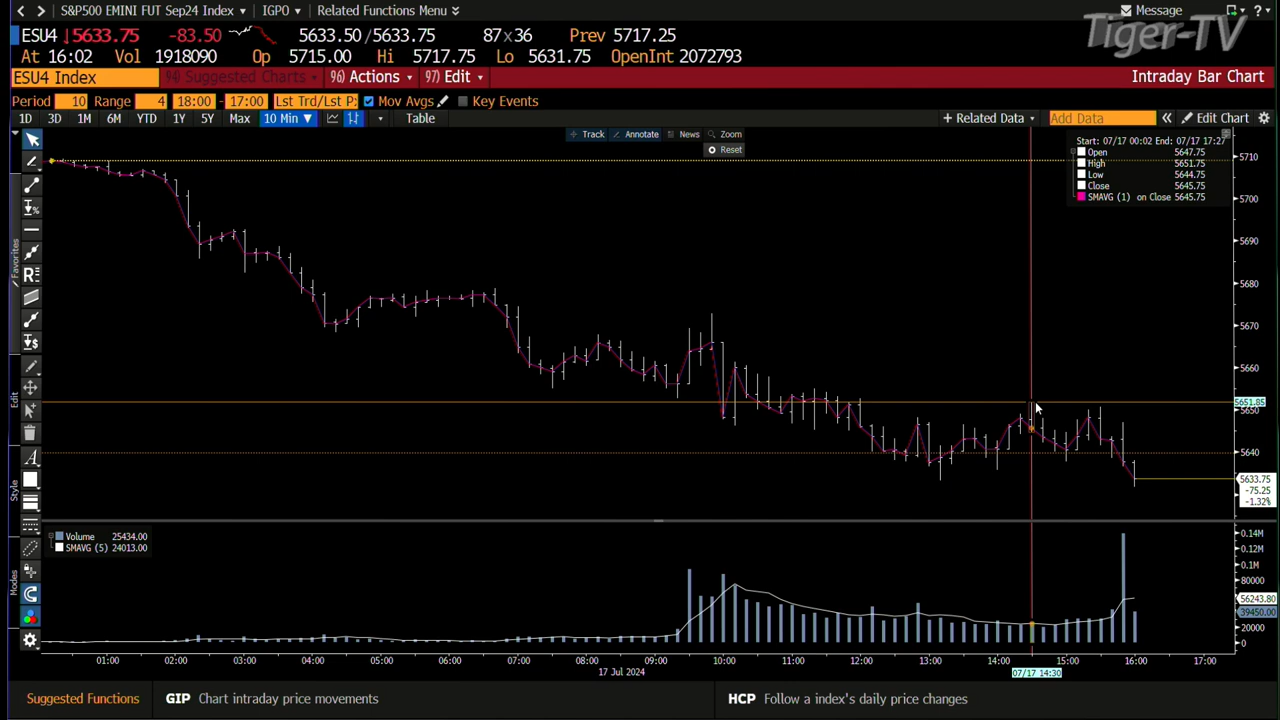 S&P500 EMINI FUT Sep24 Index IGPO Related Functions Menu Message ?
Tiger-TV
ESU4 ↓5633.75 -83.50 5633.50/5633.75 87x36 Prev 5717.25
At 16:02 Vol 1918090 Op 5715.00 Hi 5717.75 Lo 5631.75 OpenInt 2072793
ESU4 Index 94) Suggested Charts 96) Actions 97) Edit Intraday Bar Chart
Period 10 Range 4 18:00 - 17:00 Lst Trd/Lst P: Mov Avgs Key Events
1D 3D 1M 6M YTD 1Y 5Y Max 10 Min ▼ Table + Related Data Add Data « Edit Chart
Track Annotate News Zoom
Reset
Start: 07/17 00:02 End: 07/17 17:27
Open 5647.75
High 5651.75
Low 5644.75
Close 5645.75
SMAVG (1) on Close 5645.75
Favorites
Edit
Style
Modes
5710
5700
5690
5680
5670
5660
5651.85
5650
5640
5633.75
-75.25
-1.32%
Volume 25434.00
SMAVG (5) 24013.00
0.14M
0.12M
0.1M
80000
56243.80
39450.00
20000
0
01:00 02:00 03:00 04:00 05:00 06:00 07:00 08:00 09:00 10:00 11:00 12:00 13:00 14:00 15:00 16:00 17:00
17 Jul 2024
07/17 14:30
Suggested Functions GIP Chart intraday price movements HCP Follow a index's daily price changes